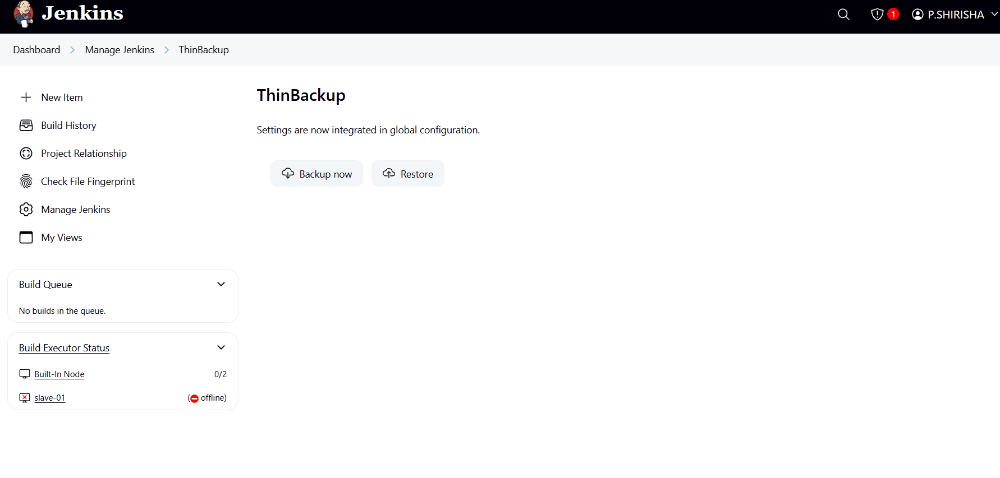 Jenkins
1
P.SHIRISHA
Dashboard
Manage Jenkins
ThinBackup
New Item
Build History
Project Relationship
Check File Fingerprint
Manage Jenkins
My Views
Build Queue
No builds in the queue.
Build Executor Status
Built-In Node
0/2
slave-01
(offline)
ThinBackup
Settings are now integrated in global configuration.
Backup now
Restore